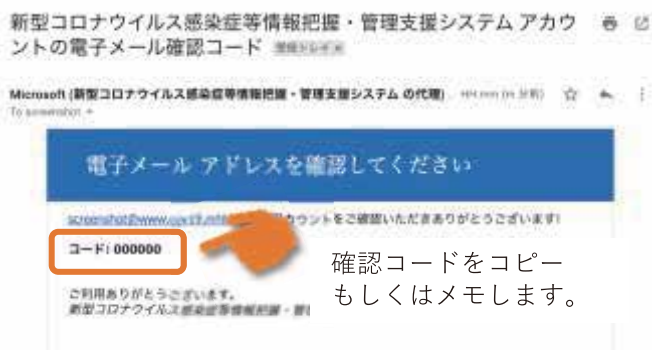 新型コロナウイルス感染症等情報把握・管理支援システム アカウ
ントの電子メール確認コード
Microsoft (新型コロナウイルス感染症等情報把握・管理支援システム の代理)
To screenshot
電子メール アドレスを確認してください
カウントをご確認いただきありがとうございます!
コード: 000000
確認コードをコピー
もしくはメモします。
ご利用ありがとうございます。
新型コロナウイルス感染症等情報把握・管